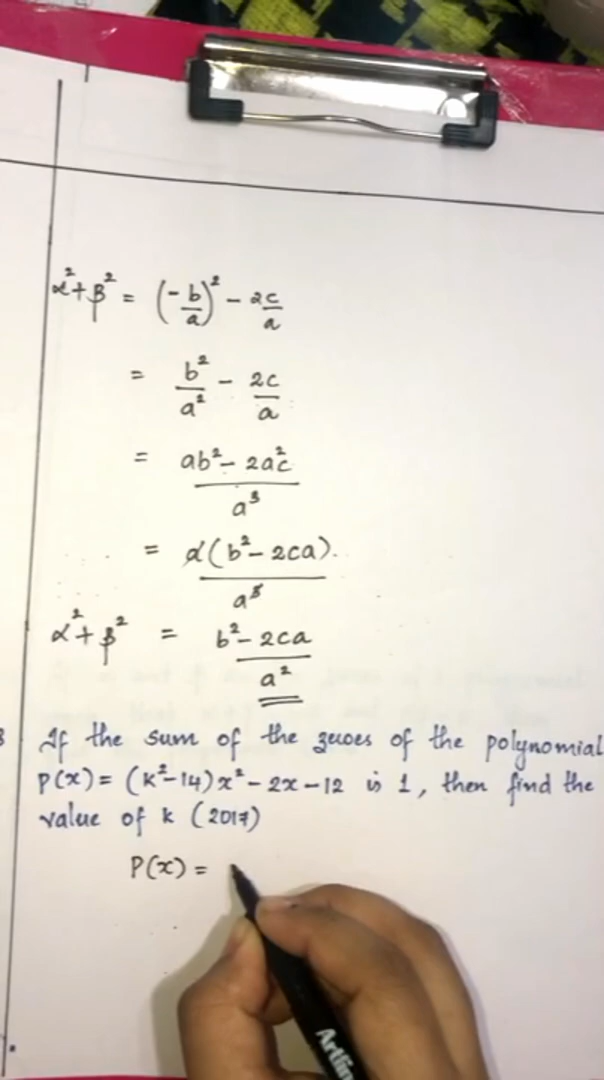 α²+β² = (-b/a)² - 2c/a
= b²/a² - 2c/a
= ab²- 2a²c/a³
= a(b²- 2ca)/a³
α²+β² = b²- 2ca/a²
If the sum of the zeroes of the polynomial
P(x)= (k²-14)x²- 2x-12 is 1, then find the
value of k (2017)
P(x) =